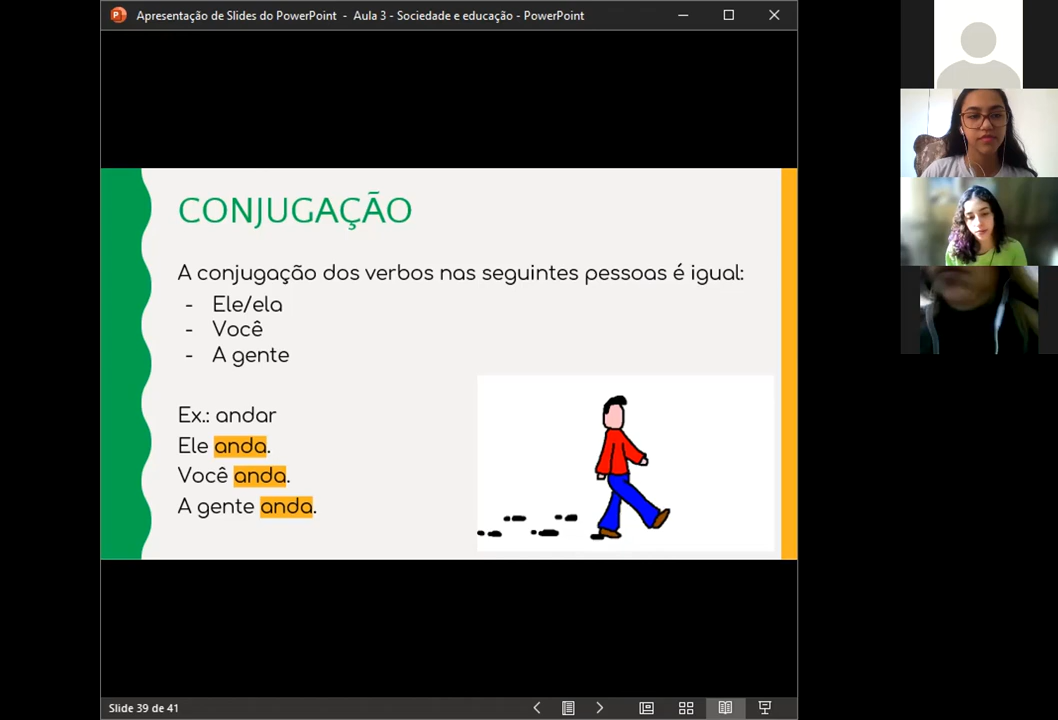 Apresentação de Slides do PowerPoint - Aula 3 - Sociedade e educação - PowerPoint
CONJUGAÇÃO
A conjugação dos verbos nas seguintes pessoas é igual:
- Ele/ela
- Você
- A gente
Ex.: andar
Ele anda.
Você anda.
A gente anda.
Slide 39 de 41